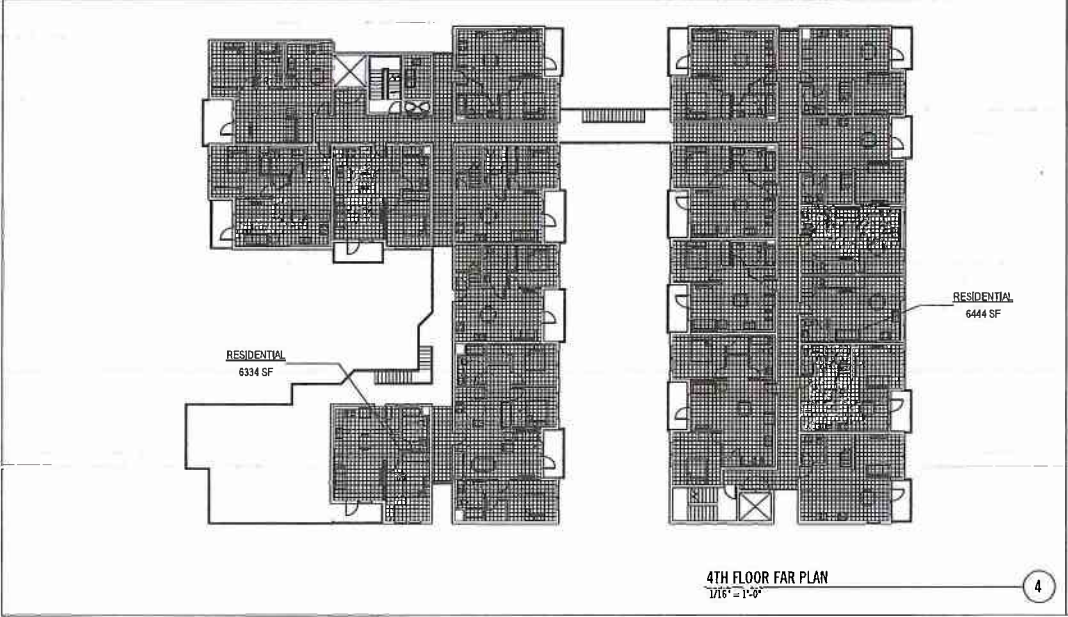 RESIDENTIAL
6444 SF
RESIDENTIAL
6334 SF
4TH FLOOR FAR PLAN
1/16" = 1'-0"
4